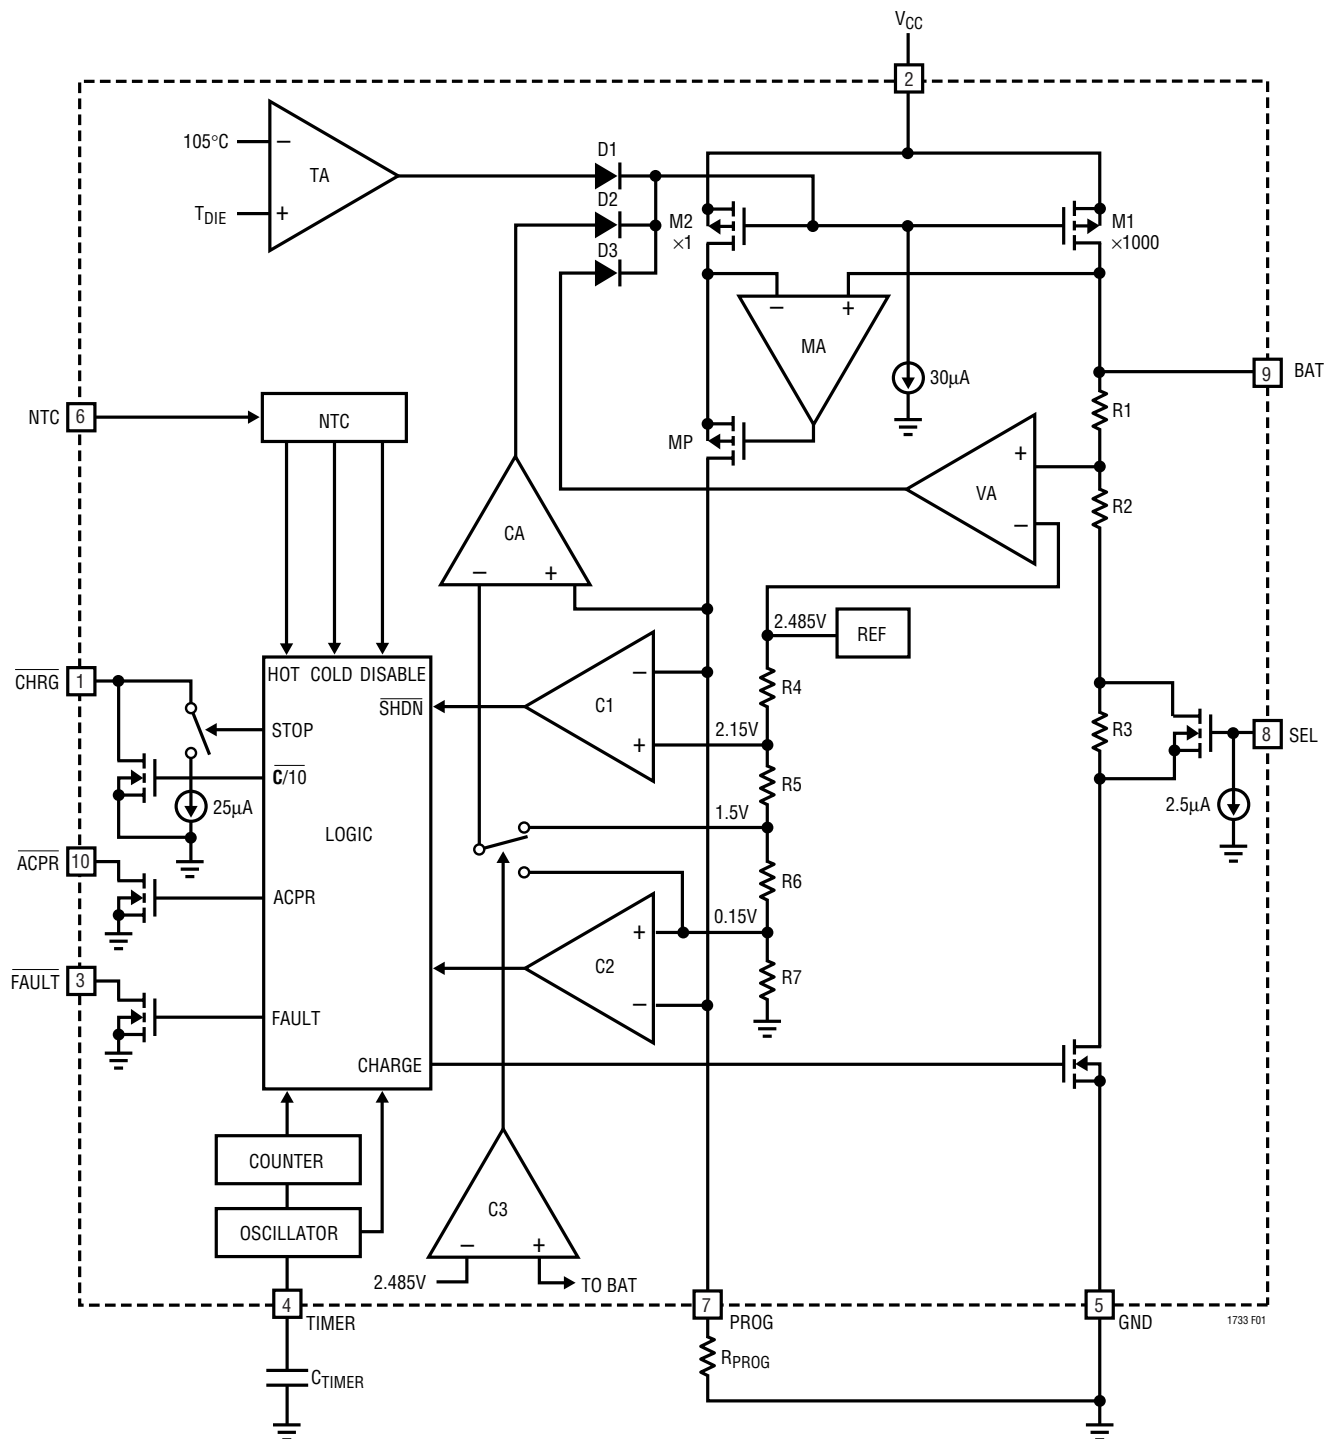 VCC
2
105°C
−
TA
TDIE
+
D1
D2
D3
M2
×1
M1
×1000
−
+
MA
30µA
9
BAT
NTC
6
NTC
MP
R1
+
VA
−
R2
CA
−
+
2.485V
REF
CHRG
1
HOT COLD DISABLE
SHDN
C1
−
+
R4
2.15V
R3
8
SEL
STOP
C/10
25µA
LOGIC
R5
1.5V
2.5µA
ACPR
10
ACPR
R6
0.15V
+
C2
−
R7
FAULT
3
FAULT
CHARGE
COUNTER
OSCILLATOR
C3
−
+
2.485V
TO BAT
4
TIMER
7
PROG
5
GND
1733 F01
RPROG
CTIMER